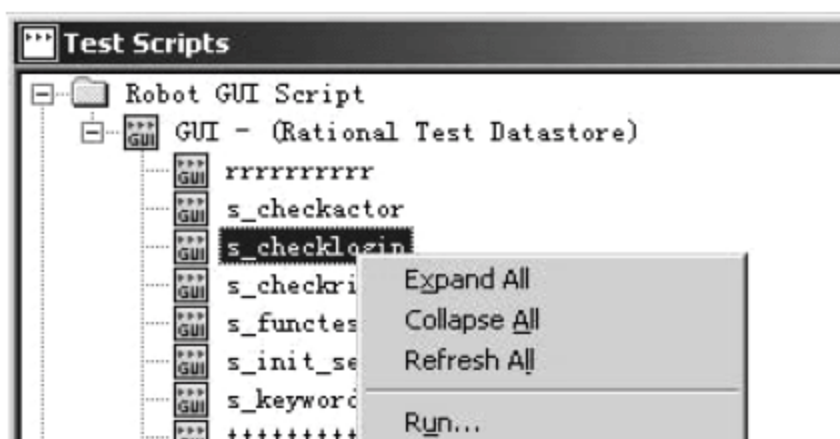 Test Scripts
Robot GUI Script
GUI - (Rational Test Datastore)
rrrrrrrrrr
s_checkactor
s_checklogin
Expand All
Collapse All
Refresh All
Run...